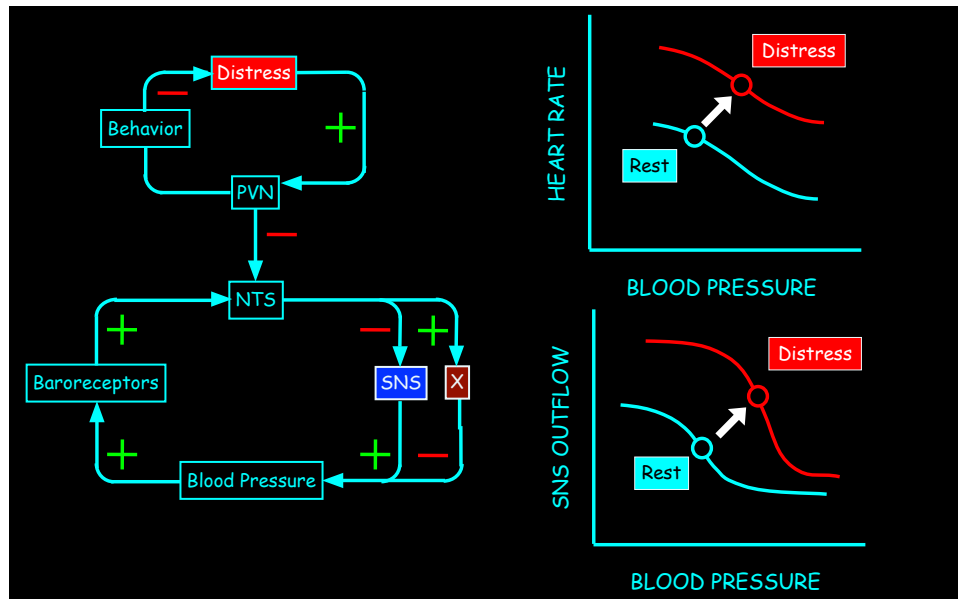 Distress
−
+
Behavior
PVN
−
NTS
+
−
+
Baroreceptors
SNS
X
+
+
−
Blood Pressure
HEART RATE
Distress
Rest
BLOOD PRESSURE
SNS OUTFLOW
Distress
Rest
BLOOD PRESSURE